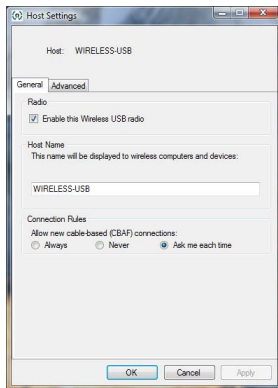 Host Settings
Host: WIRELESS-USB
General Advanced
Radio
Enable this Wireless USB radio
Host Name
This name will be displayed to wireless computers and devices:
WIRELESS-USB
Connection Rules
Allow new cable-based (CBAF) connections:
Always Never Ask me each time
OK Cancel Apply